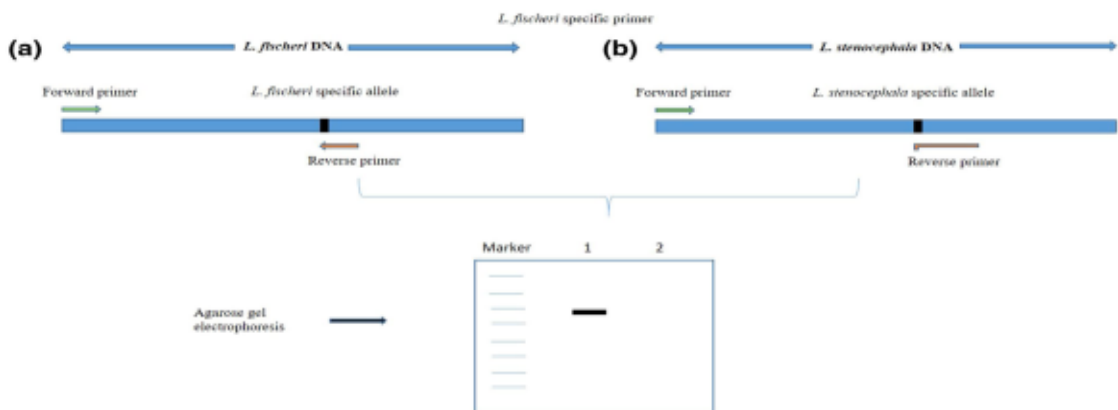 L. fischeri specific primer
(a)
L. fischeri DNA
Forward primer
L. fischeri specific allele
Reverse primer
(b)
L. stenocephala DNA
Forward primer
L. stenocephala specific allele
Reverse primer
Marker 1 2
Agarose gel
electrophoresis